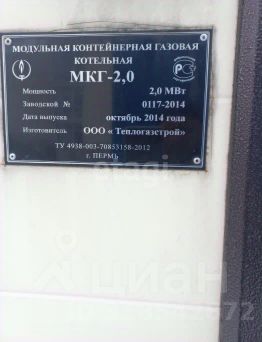 МОДУЛЬНАЯ КОНТЕЙНЕРНАЯ ГАЗОВАЯ
КОТЕЛЬНАЯ
МКГ-2,0
Мощность 2,0 МВт
Заводской № 0117-2014
Дата выпуска октябрь 2014 года
Изготовитель ООО «Теплогазстрой»
ТУ 4938-003-70853158-2012
г. ПЕРМЬ
этажи
циан